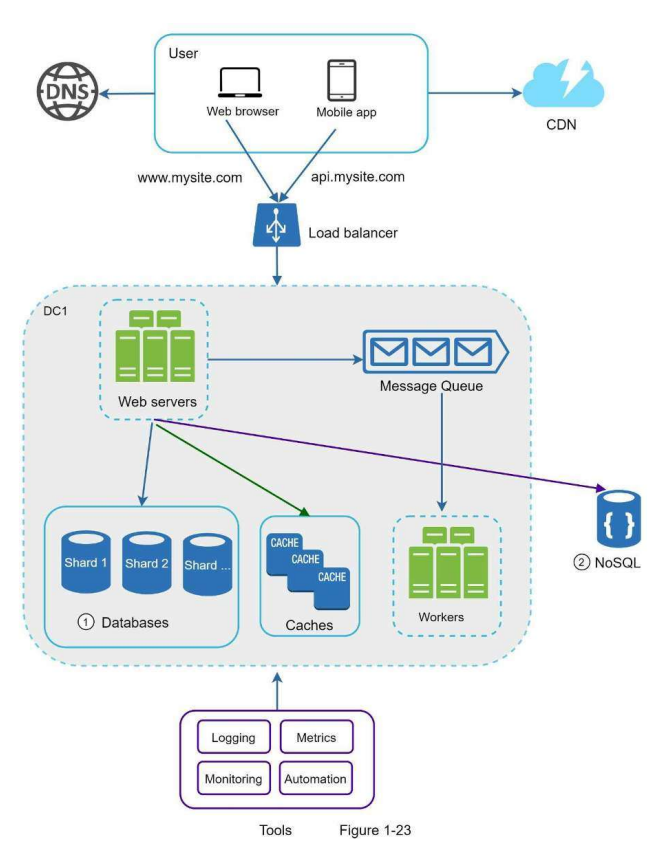 User
DNS
Web browser
Mobile app
CDN
www.mysite.com
api.mysite.com
Load balancer
DC1
Web servers
Message Queue
Shard 1
Shard 2
Shard ...
1 Databases
CACHE
CACHE
CACHE
Caches
Workers
{ }
2 NoSQL
Logging
Metrics
Monitoring
Automation
Tools Figure 1-23